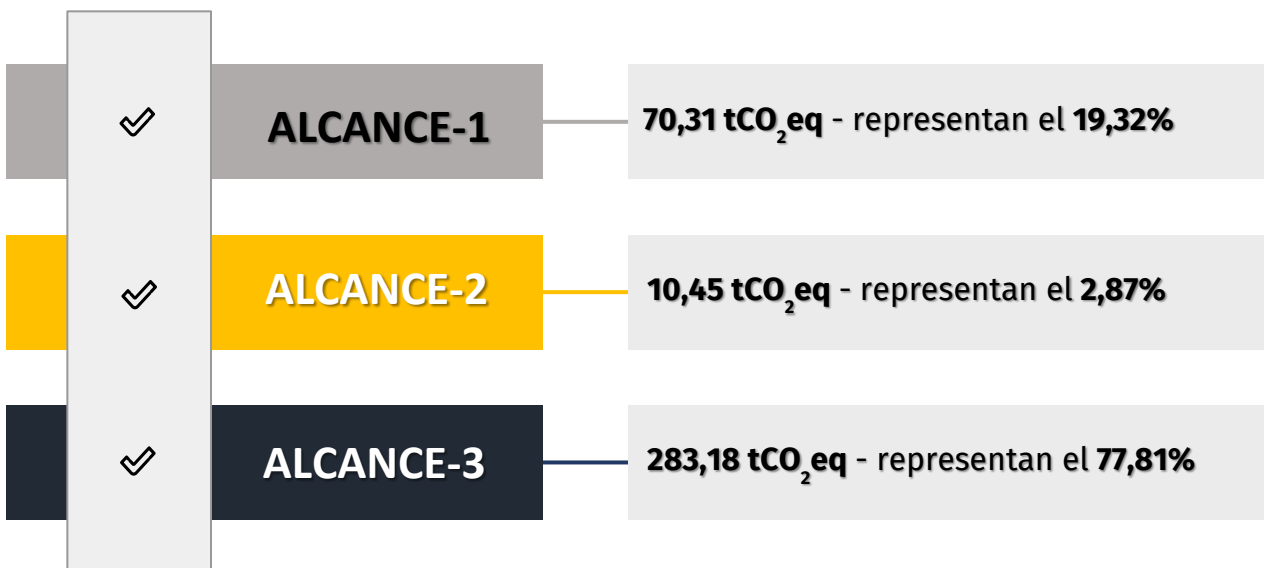 ALCANCE-1
70,31 tCO₂eq - representan el 19,32%
ALCANCE-2
10,45 tCO₂eq - representan el 2,87%
ALCANCE-3
283,18 tCO₂eq - representan el 77,81%